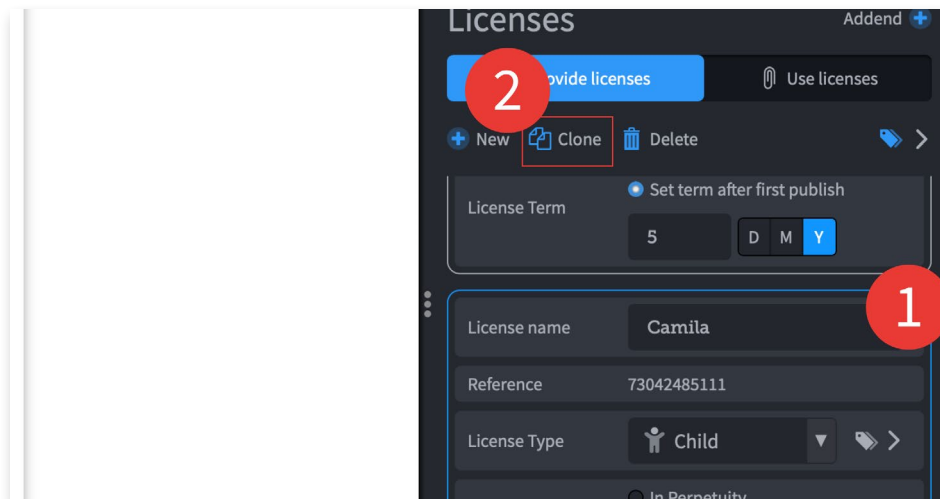 Licenses
Addend
2
ovide licenses
Use licenses
New
Clone
Delete
License Term
Set term after first publish
5
D
M
Y
1
License name
Camila
Reference
73042485111
License Type
Child
In Perpetuity